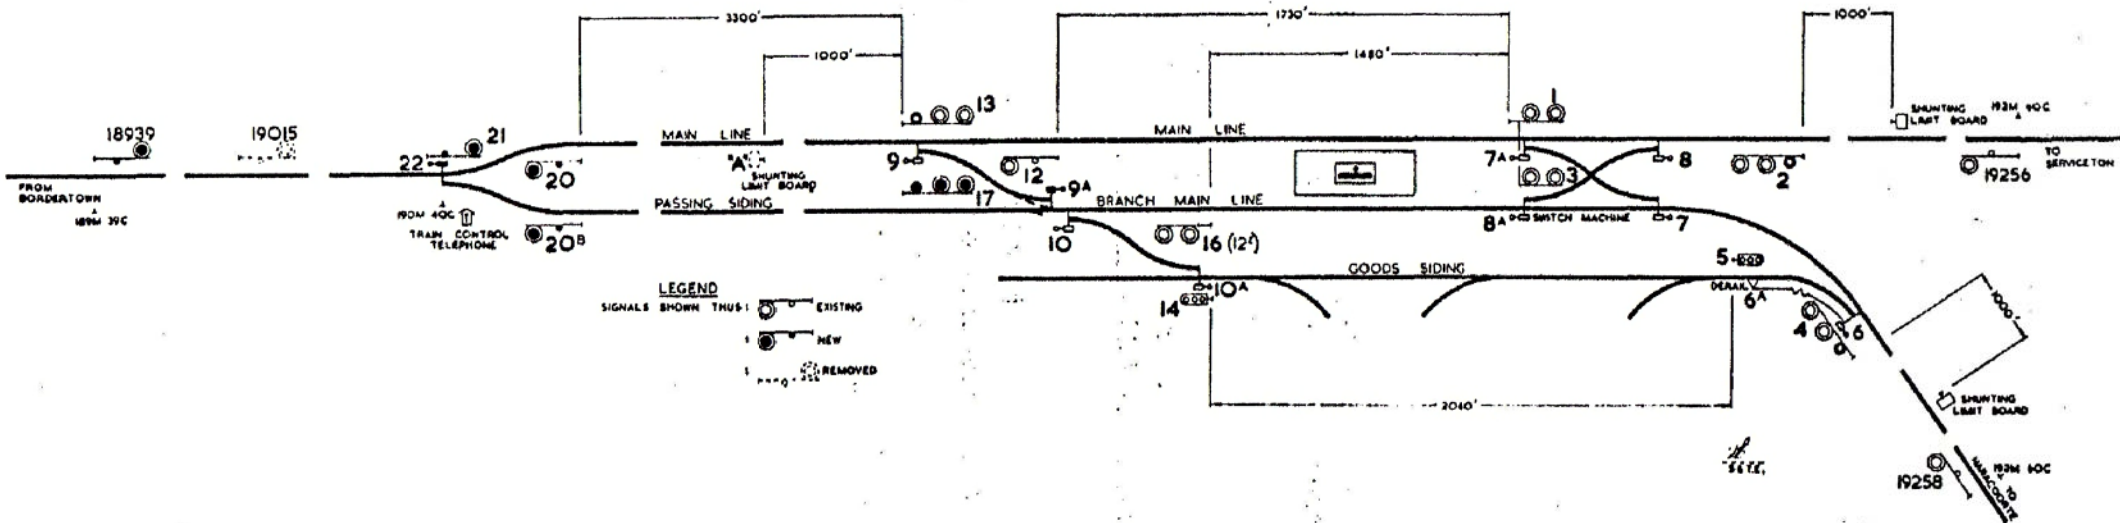 3300'
1730'
1000'
1000'
1480'
18939
19015
21
22
20
20B
FROM
BORDERTOWN
189M 39C
190M 40C
TRAIN CONTROL
TELEPHONE
MAIN LINE
PASSING SIDING
"A"
SHUNTING
LIMIT BOARD
13
9
17
12
9A
10
MAIN LINE
BRANCH MAIN LINE
16 (12')
1
7A
3
8A
SWITCH MACHINE
8
7
2
SHUNTING
LIMIT BOARD
192M 60C
TO
SERVICETON
19256
GOODS SIDING
14
10A
5
DERAIL
6A
4
6
1000'
2040'
SHUNTING
LIMIT BOARD
19258
192M 60C
TO
NARACOORTE
LEGEND
SIGNALS SHOWN THUS:
EXISTING
NEW
REMOVED